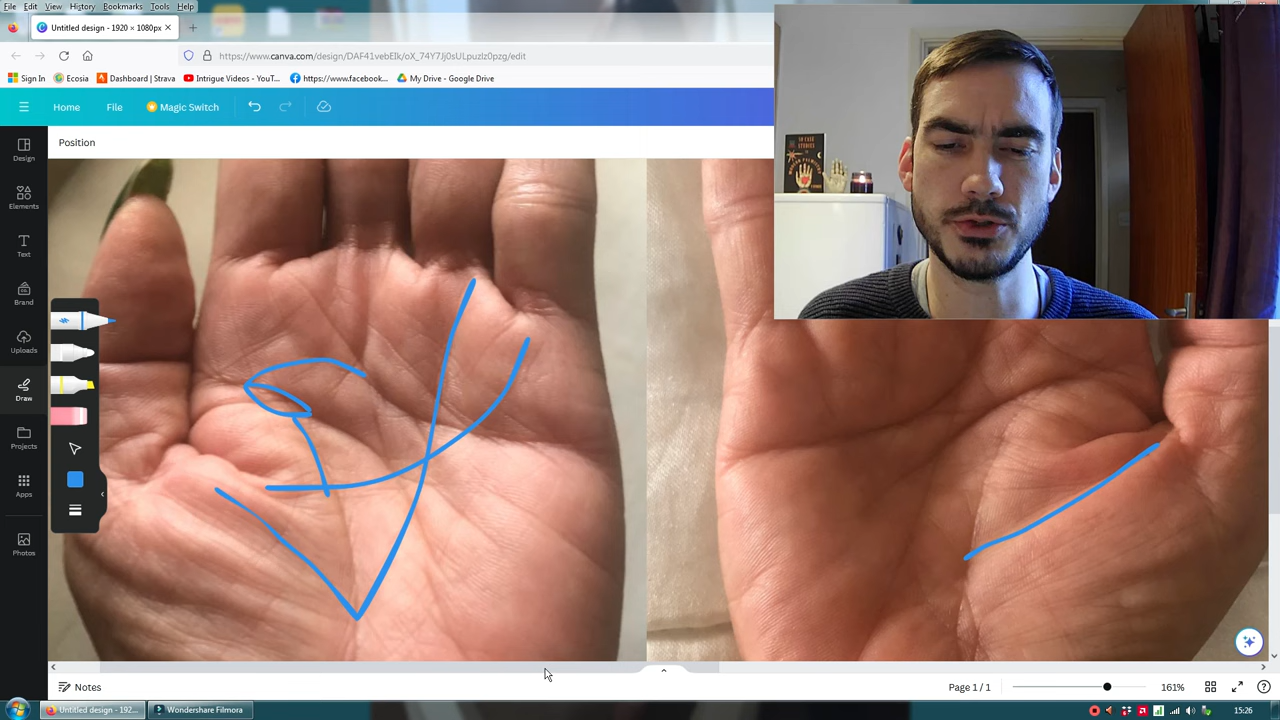 File Edit View History Bookmarks Tools Help
Untitled design - 1920 × 1080px
https://www.canva.com/design/DAF41vebElk/oX_74Y7Jj0sULpuzlz0pzg/edit
Sign In Ecosia Dashboard | Strava Intrigue Videos - YouT... https://www.facebook... My Drive - Google Drive
Home File Magic Switch
Position
Design
Elements
Text
Brand
Uploads
Draw
Projects
Apps
Photos
Notes
Page 1 / 1
161%
Untitled design - 192...
Wondershare Filmora
15:26